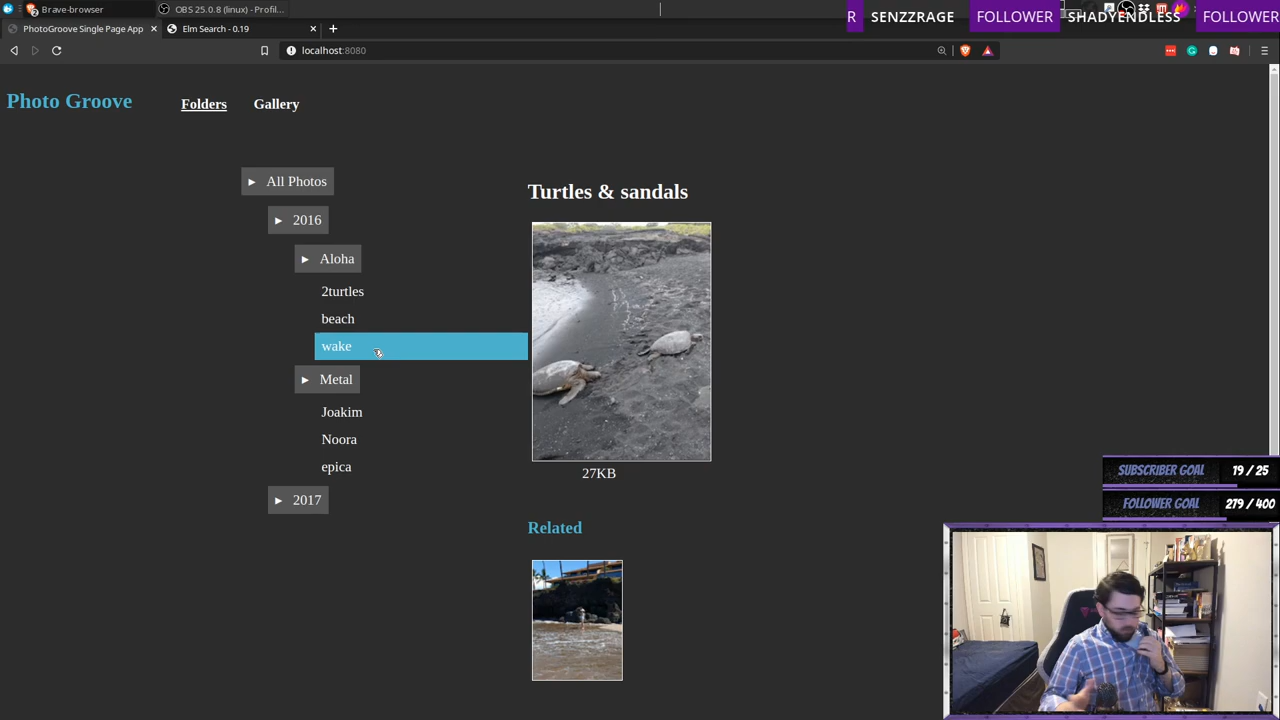 Brave-browser
OBS 25.0.8 (linux) - Profil...
R SENZZRAGE FOLLOWER SHADYENDLESS FOLLOWER
PhotoGroove Single Page App
Elm Search - 0.19
localhost:8080
Photo Groove
Folders
Gallery
All Photos
2016
Aloha
2turtles
beach
wake
Metal
Joakim
Noora
epica
2017
Turtles & sandals
27KB
Related
SUBSCRIBER GOAL 19 / 25
FOLLOWER GOAL 279 / 400